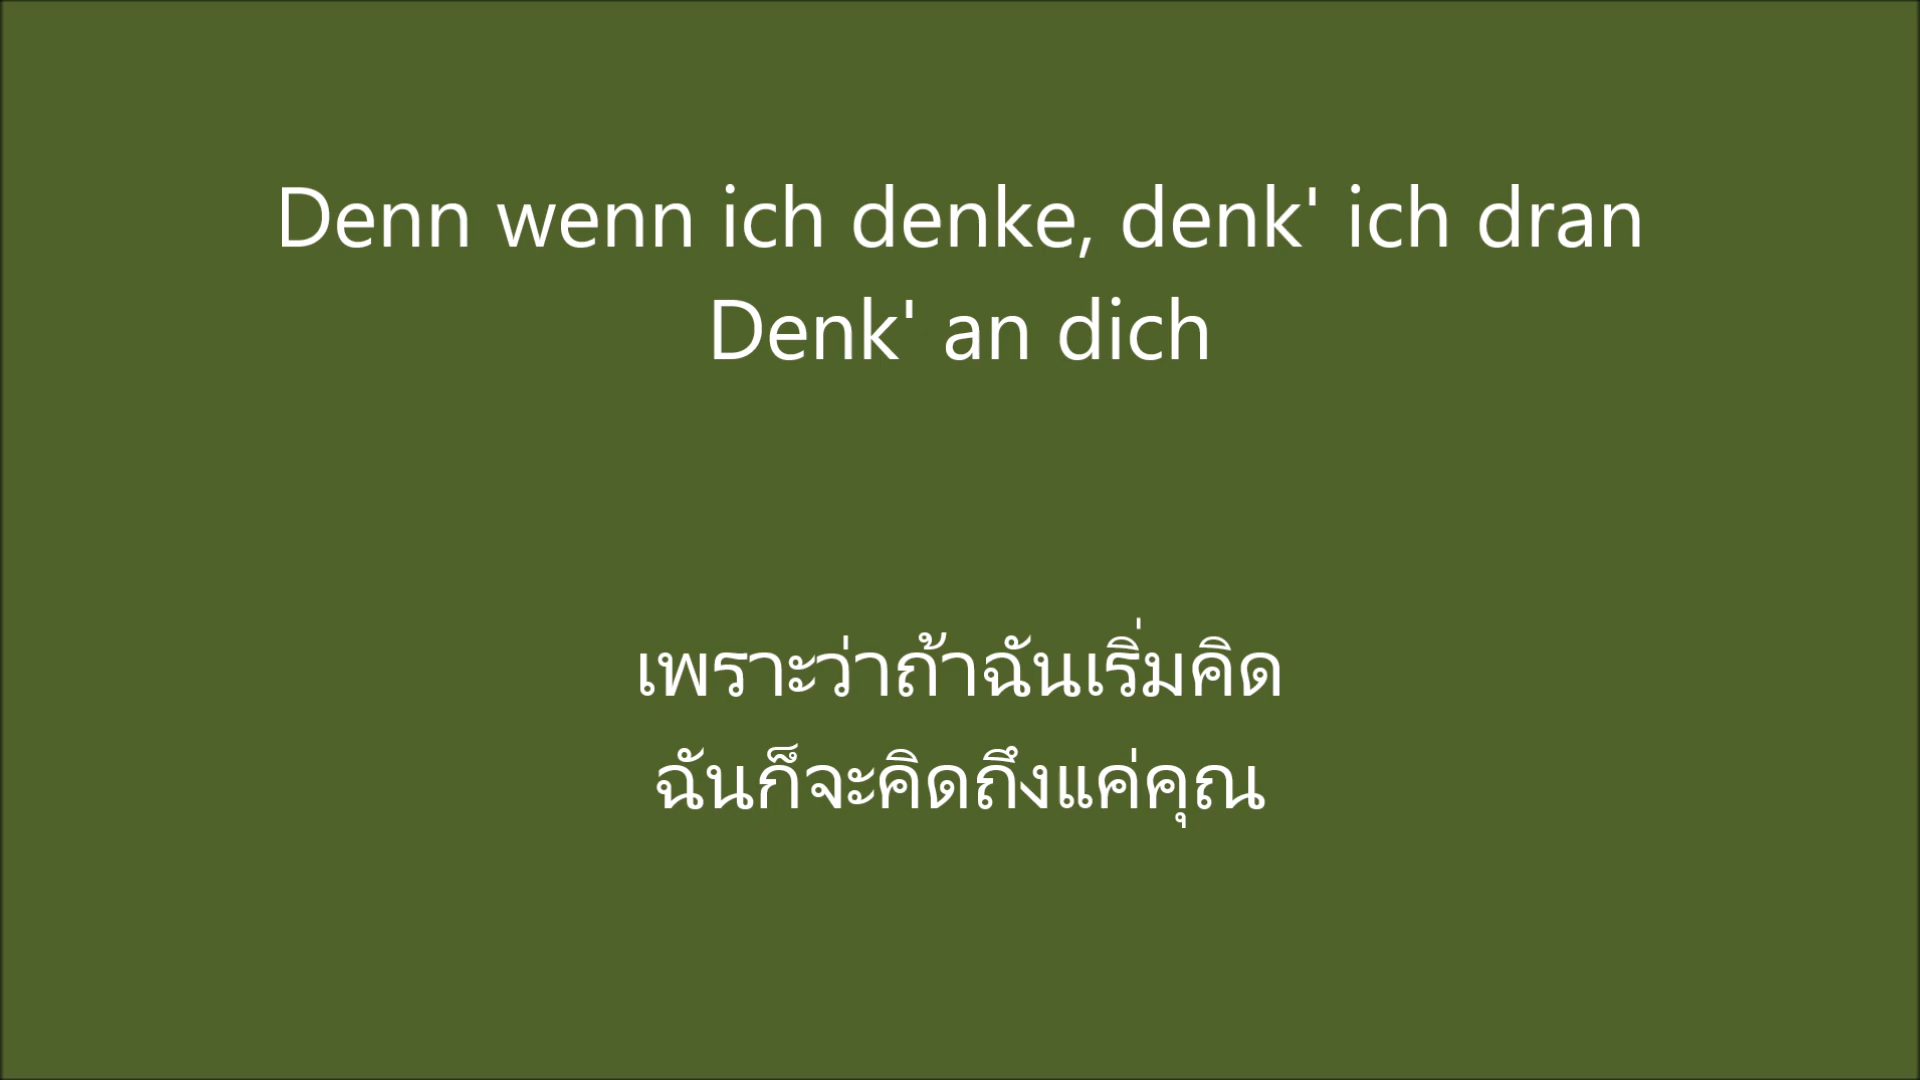 Denn wenn ich denke, denk' ich dran
Denk' an dich
เพราะว่าถ้าฉันเริ่มคิด
ฉันก็จะคิดถึงแค่คุณ